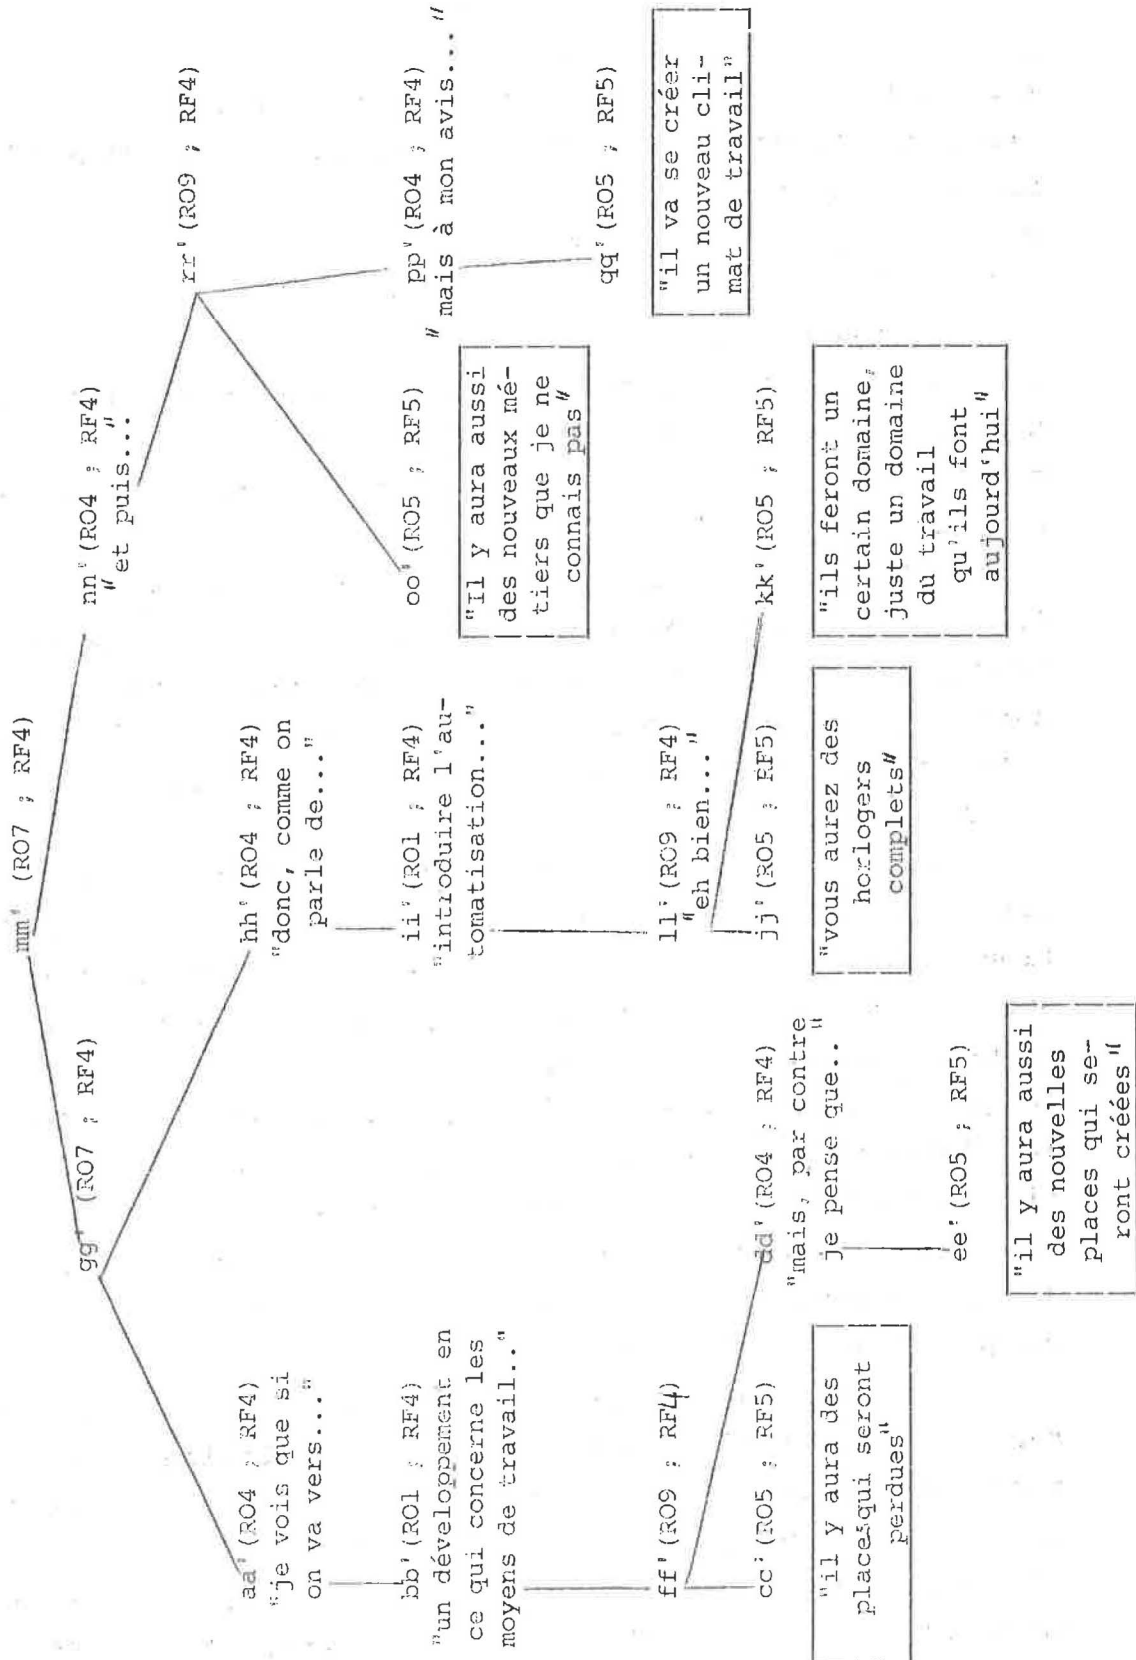 mm' (RO7 ; RF4)
gg' (RO7 ; RF4)
nn' (RO4 ; RF4)
"et puis..."
rr' (RO9 ; RF4)
aa' (RO4 ; RF4)
"je vois que si
on va vers..."
hh' (RO4 ; RF4)
"donc, comme on
parle de..."
oo' (RO5 ; RF5)
"Il y aura aussi
des nouveaux mé-
tiers que je ne
connais pas"
pp' (RO4 ; RF4)
"mais à mon avis..."
bb' (RO1 ; RF4)
"un développement en
ce qui concerne les
moyens de travail.."
ii' (RO1 ; RF4)
"introduire l'au-
tomatisation..."
qq' (RO5 ; RF5)
"il va se créer
un nouveau cli-
mat de travail"
ff' (RO9 ; RF4)
ll' (RO9 ; RF4)
"eh bien..."
cc' (RO5 ; RF5)
"il y aura des
places qui seront
perdues"
dd' (RO4 ; RF4)
"mais, par contre
je pense que.."
jj' (RO5 ; RF5)
"vous aurez des
horlogers
complets"
kk' (RO5 ; RF5)
"ils feront un
certain domaine,
juste un domaine
du travail
qu'ils font
aujourd'hui"
ee' (RO5 ; RF5)
"il y aura aussi
des nouvelles
places qui se-
ront créées"